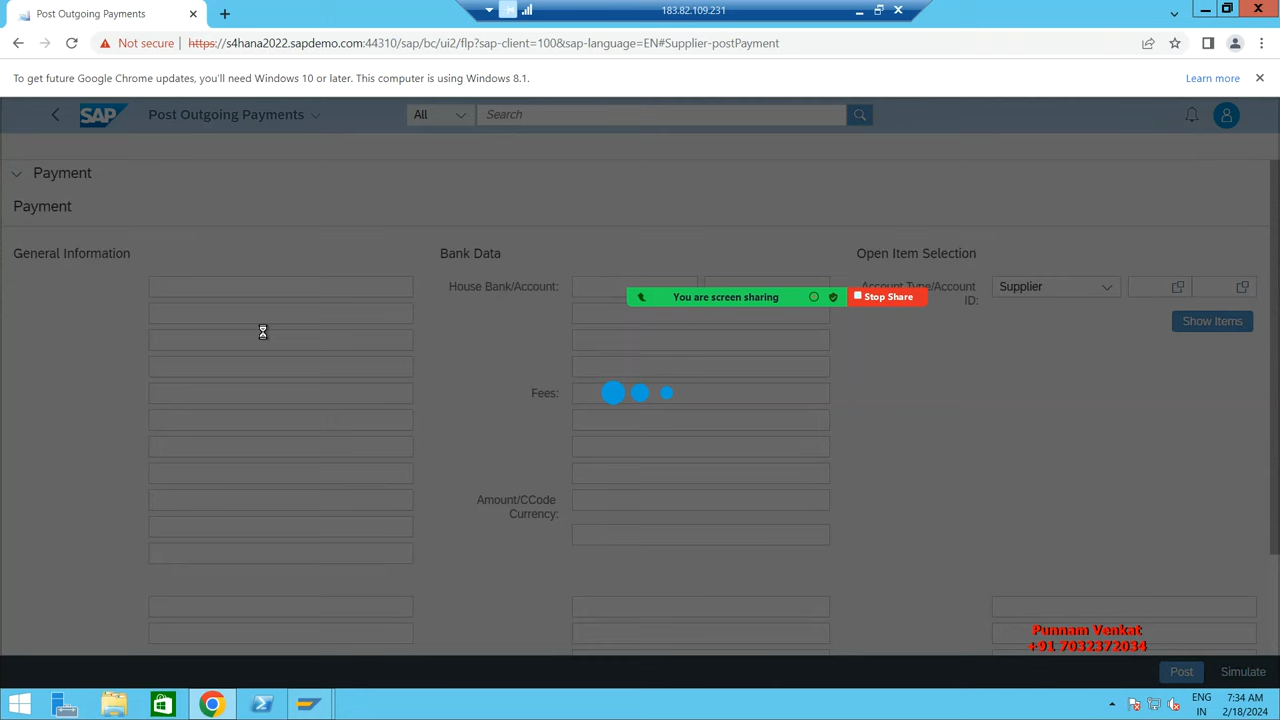 Post Outgoing Payments
183.82.109.231
Not secure
https://s4hana2022.sapdemo.com:44310/sap/bc/ui2/flp?sap-client=100&sap-language=EN#Supplier-postPayment
To get future Google Chrome updates, you'll need Windows 10 or later. This computer is using Windows 8.1.
Learn more
SAP
Post Outgoing Payments
All
Search
Payment
Payment
General Information
Bank Data
Open Item Selection
House Bank/Account:
Account Type/Account
ID:
Supplier
You are screen sharing
Stop Share
Show Items
Fees:
Amount/CCode
Currency:
Punnam Venkat
+91 7032372034
Post
Simulate
ENG
IN
7:34 AM
2/18/2024